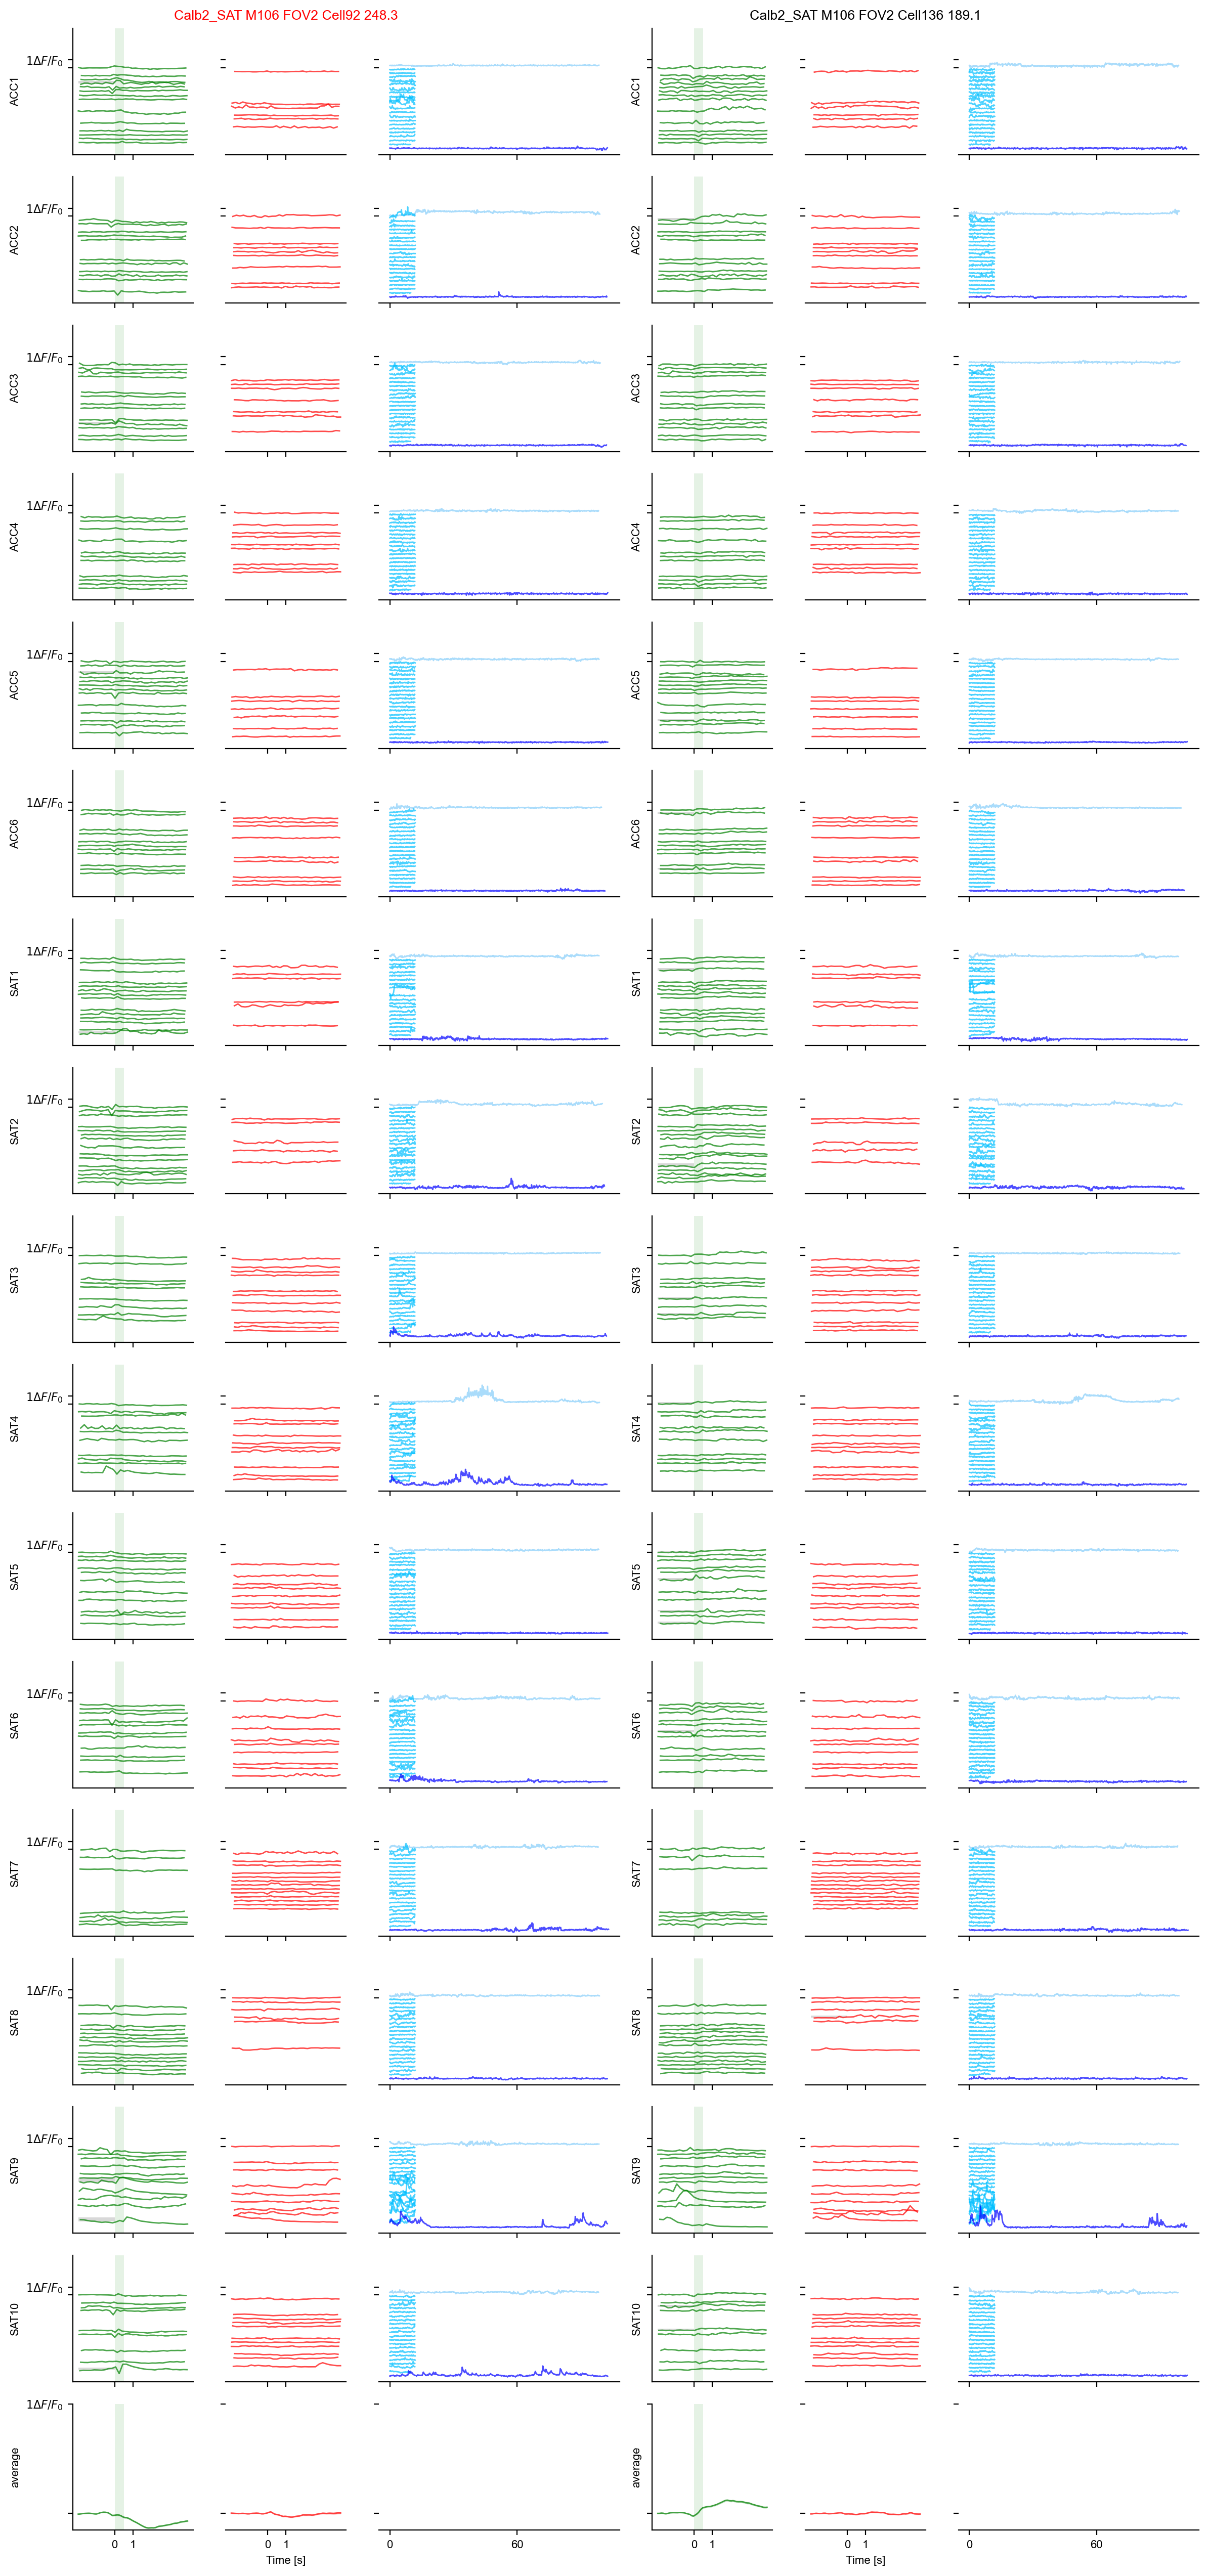 Calb2_SAT M106 FOV2 Cell92 248.3
Calb2_SAT M106 FOV2 Cell136 189.1
1ΔF/F₀
ACC1
ACC1
1ΔF/F₀
ACC2
ACC2
1ΔF/F₀
ACC3
ACC3
1ΔF/F₀
ACC4
ACC4
1ΔF/F₀
ACC5
ACC5
1ΔF/F₀
ACC6
ACC6
1ΔF/F₀
SAT1
SAT1
1ΔF/F₀
SAT2
SAT2
1ΔF/F₀
SAT3
SAT3
1ΔF/F₀
SAT4
SAT4
1ΔF/F₀
SAT5
SAT5
1ΔF/F₀
SAT6
SAT6
1ΔF/F₀
SAT7
SAT7
1ΔF/F₀
SAT8
SAT8
1ΔF/F₀
SAT9
SAT9
1ΔF/F₀
SAT10
SAT10
1ΔF/F₀
average
average
0 1 0 1 0 60 0 1 0 1 0 60
Time [s] Time [s]